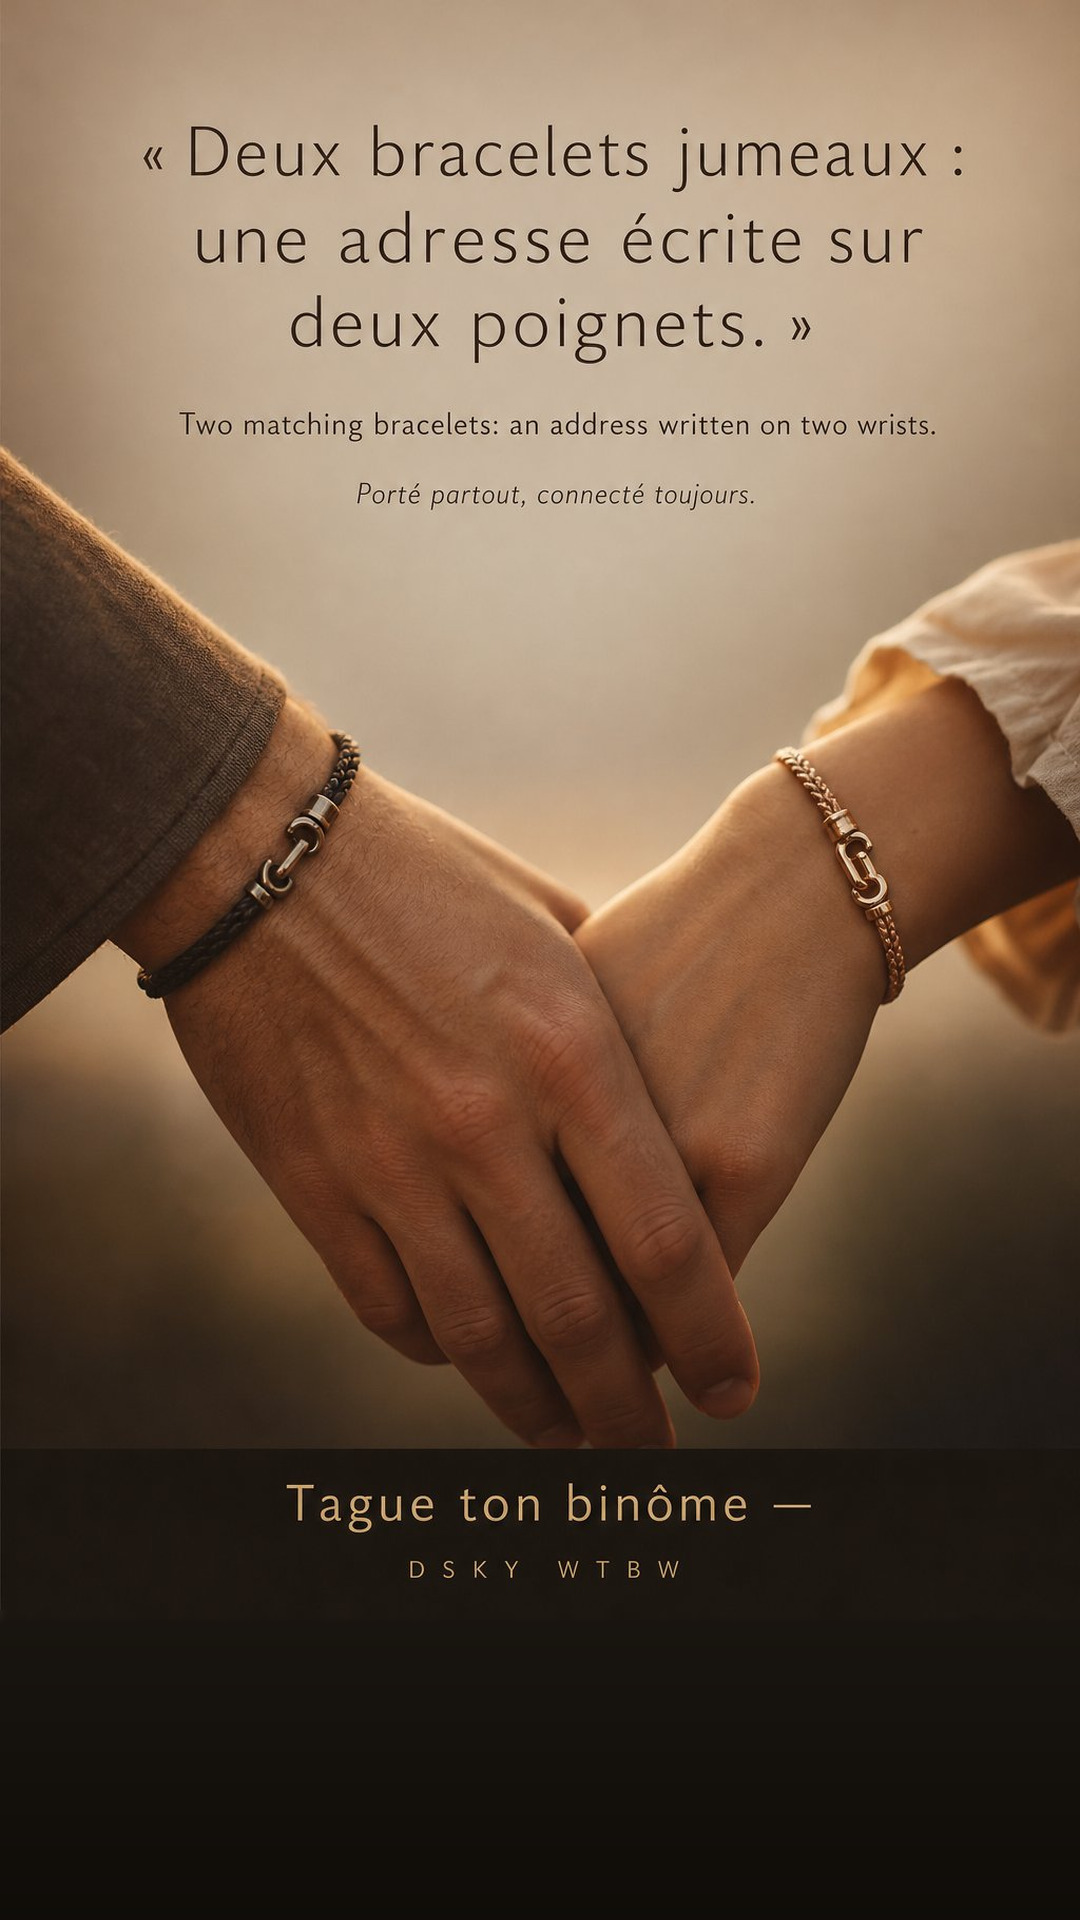 « Deux bracelets jumeaux :
une adresse écrite sur
deux poignets. »
Two matching bracelets: an address written on two wrists.
Porté partout, connecté toujours.
Tague ton binôme —
DSKY WTBW